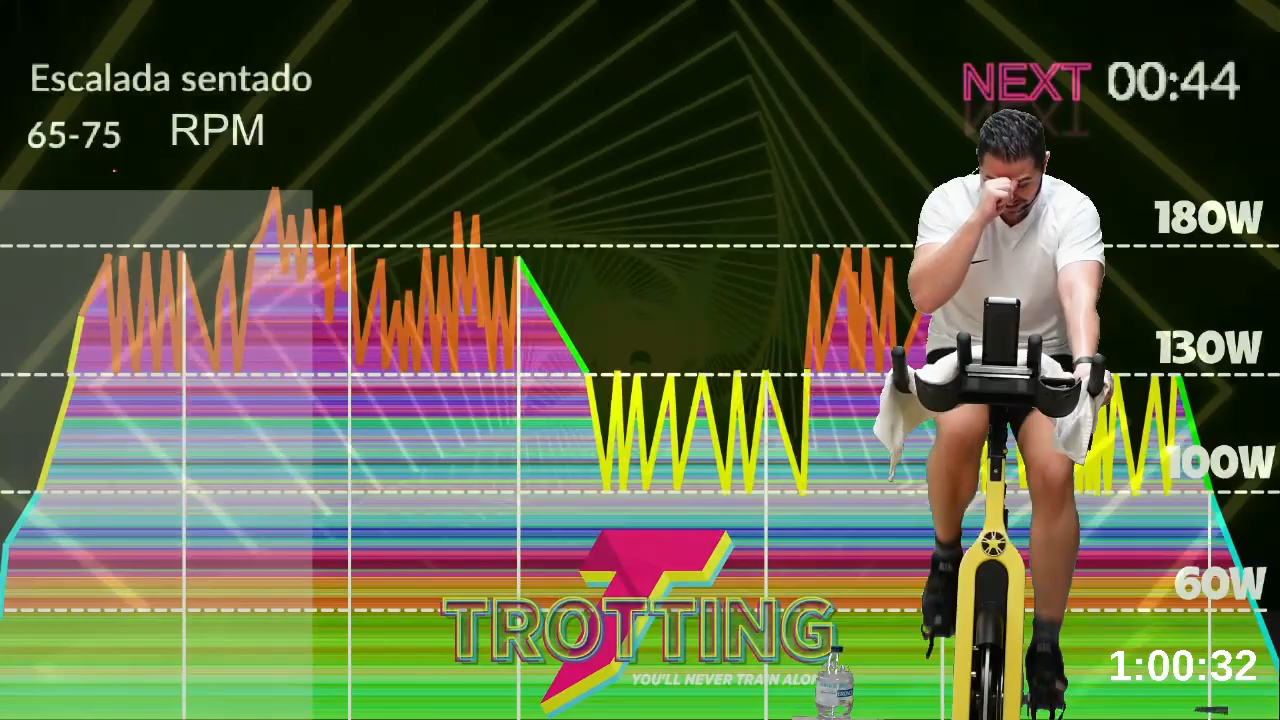 Escalada sentado
65-75 RPM
NEXT 00:44
180W
130W
100W
60W
TROTTING
YOU'LL NEVER TRAIN ALONE
1:00:32